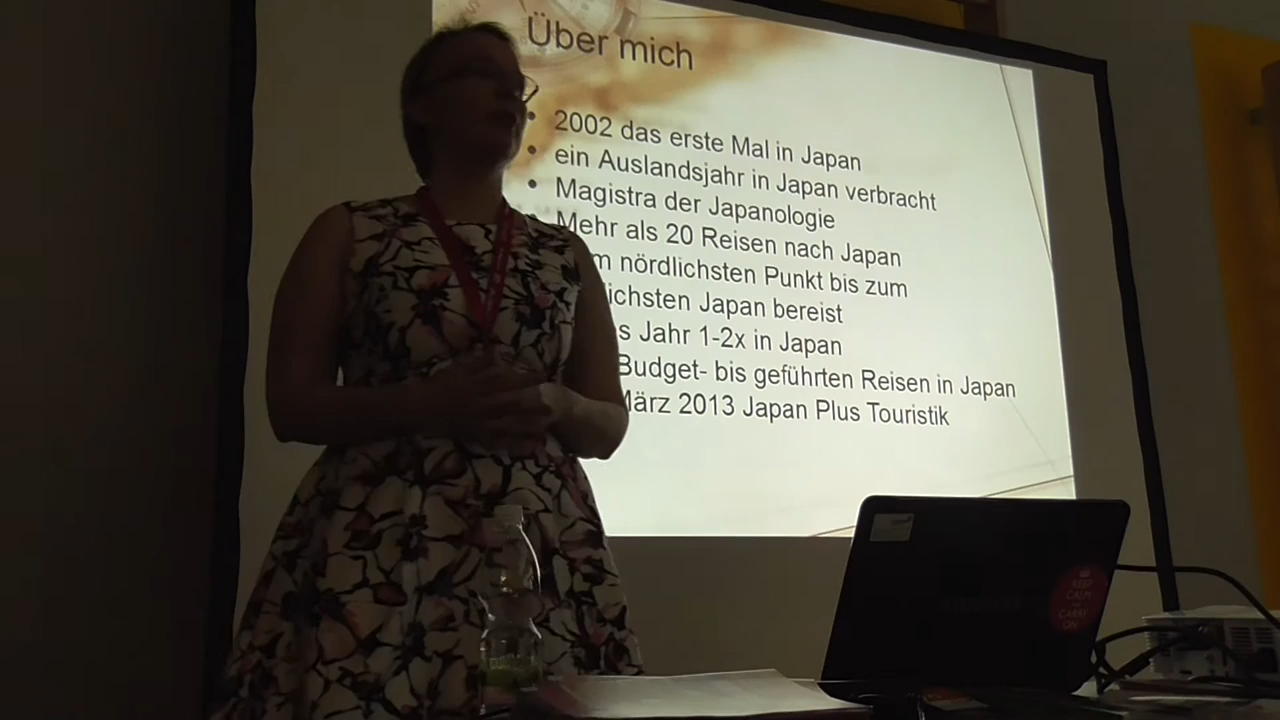 Über mich
2002 das erste Mal in Japan
ein Auslandsjahr in Japan verbracht
Magistra der Japanologie
Mehr als 20 Reisen nach Japan
m nördlichsten Punkt bis zum
lichsten Japan bereist
s Jahr 1-2x in Japan
Budget- bis geführten Reisen in Japan
März 2013 Japan Plus Touristik
KEEP
CALM
CARRY
ON